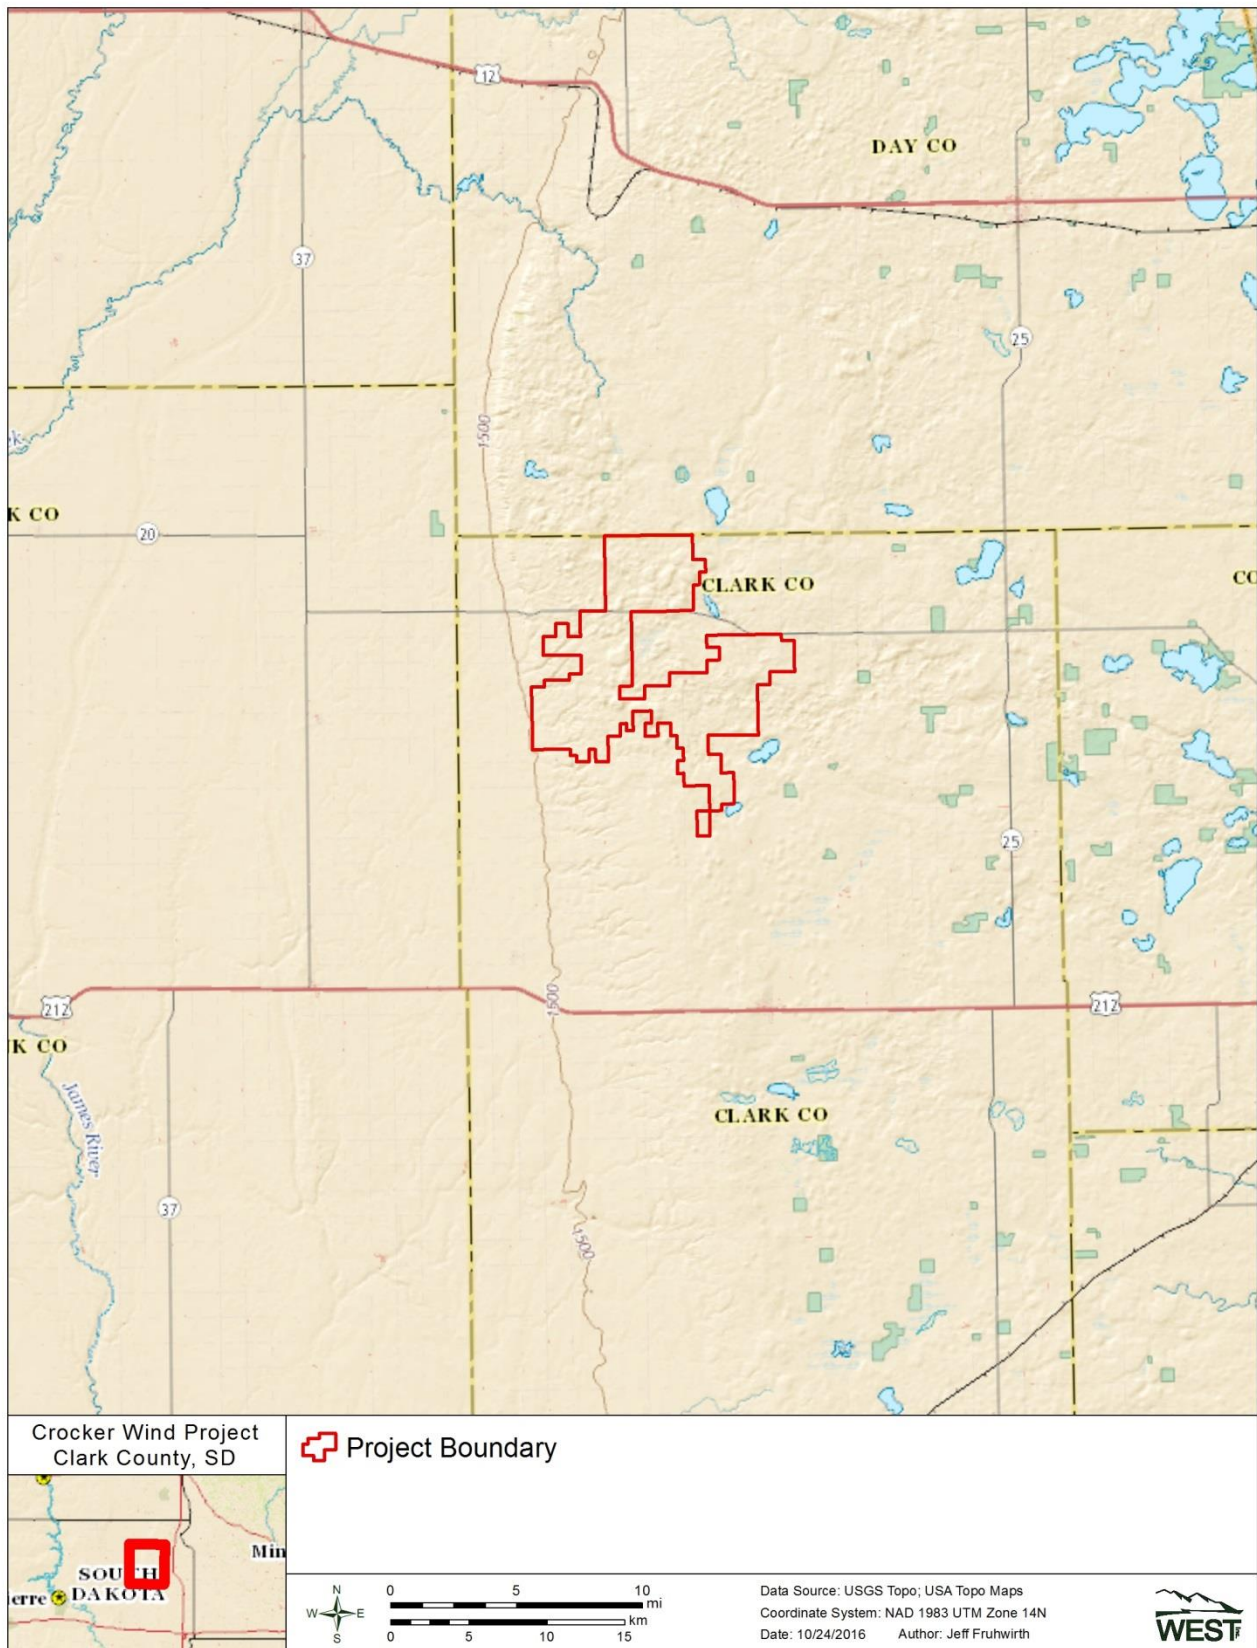 12
DAY CO
37
25
1500
K CO
20
CLARK CO
CO
25
1500
212
212
K CO
James River
CLARK CO
37
1500
Crocker Wind Project
Clark County, SD
Project Boundary
Min
SOUTH
DAKOTA
ierre
N
W E
S
0 5 10
mi
km
0 5 10 15
Data Source: USGS Topo; USA Topo Maps
Coordinate System: NAD 1983 UTM Zone 14N
Date: 10/24/2016 Author: Jeff Fruhwirth
WEST